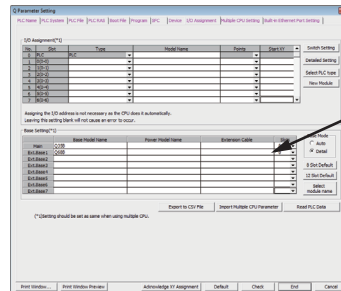 Q Parameter Setting
PLC Name | PLC System | PLC File | PLC RAS | Boot File | Program | SFC | Device | I/O Assignment | Multiple CPU Setting | Built-in Ethernet Port Setting
I/O Assignment(*1)
No. Slot Type Model Name Points Start XY
0 PLC PLC
1 0(0-0)
2 1(0-1)
3 2(0-2)
4 3(0-3)
5 4(0-4)
6 5(0-5)
7 6(0-6)
Switch Setting
Detailed Setting
Select PLC type
New Module
Assigning the I/O address is not necessary as the CPU does it automatically.
Leaving this setting blank will not cause an error to occur.
Base Setting(*1)
Base Model Name Power Model Name Extension Cable Slots
Main Q35B
Ext.Base1 Q68B
Ext.Base2
Ext.Base3
Ext.Base4
Ext.Base5
Ext.Base6
Ext.Base7
Base Mode
Auto
Detail
8 Slot Default
12 Slot Default
Select module name
Export to CSV File Import Multiple CPU Parameter Read PLC Data
(*1)Setting should be set as same when using multiple CPU.
Print Window... Print Window Preview Acknowledge XY Assignment Default Check End Cancel